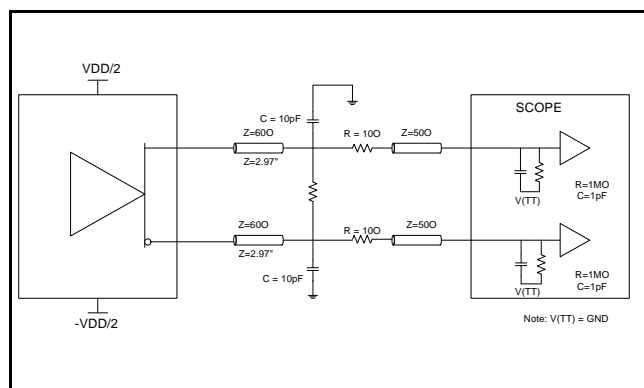 VDD/2
SCOPE
C = 10pF
Z=60O
Z=2.97"
R = 10O
Z=50O
V(TT)
R=1MO
C=1pF
Z=60O
Z=2.97"
R = 10O
Z=50O
C = 10pF
V(TT)
R=1MO
C=1pF
-VDD/2
Note: V(TT) = GND